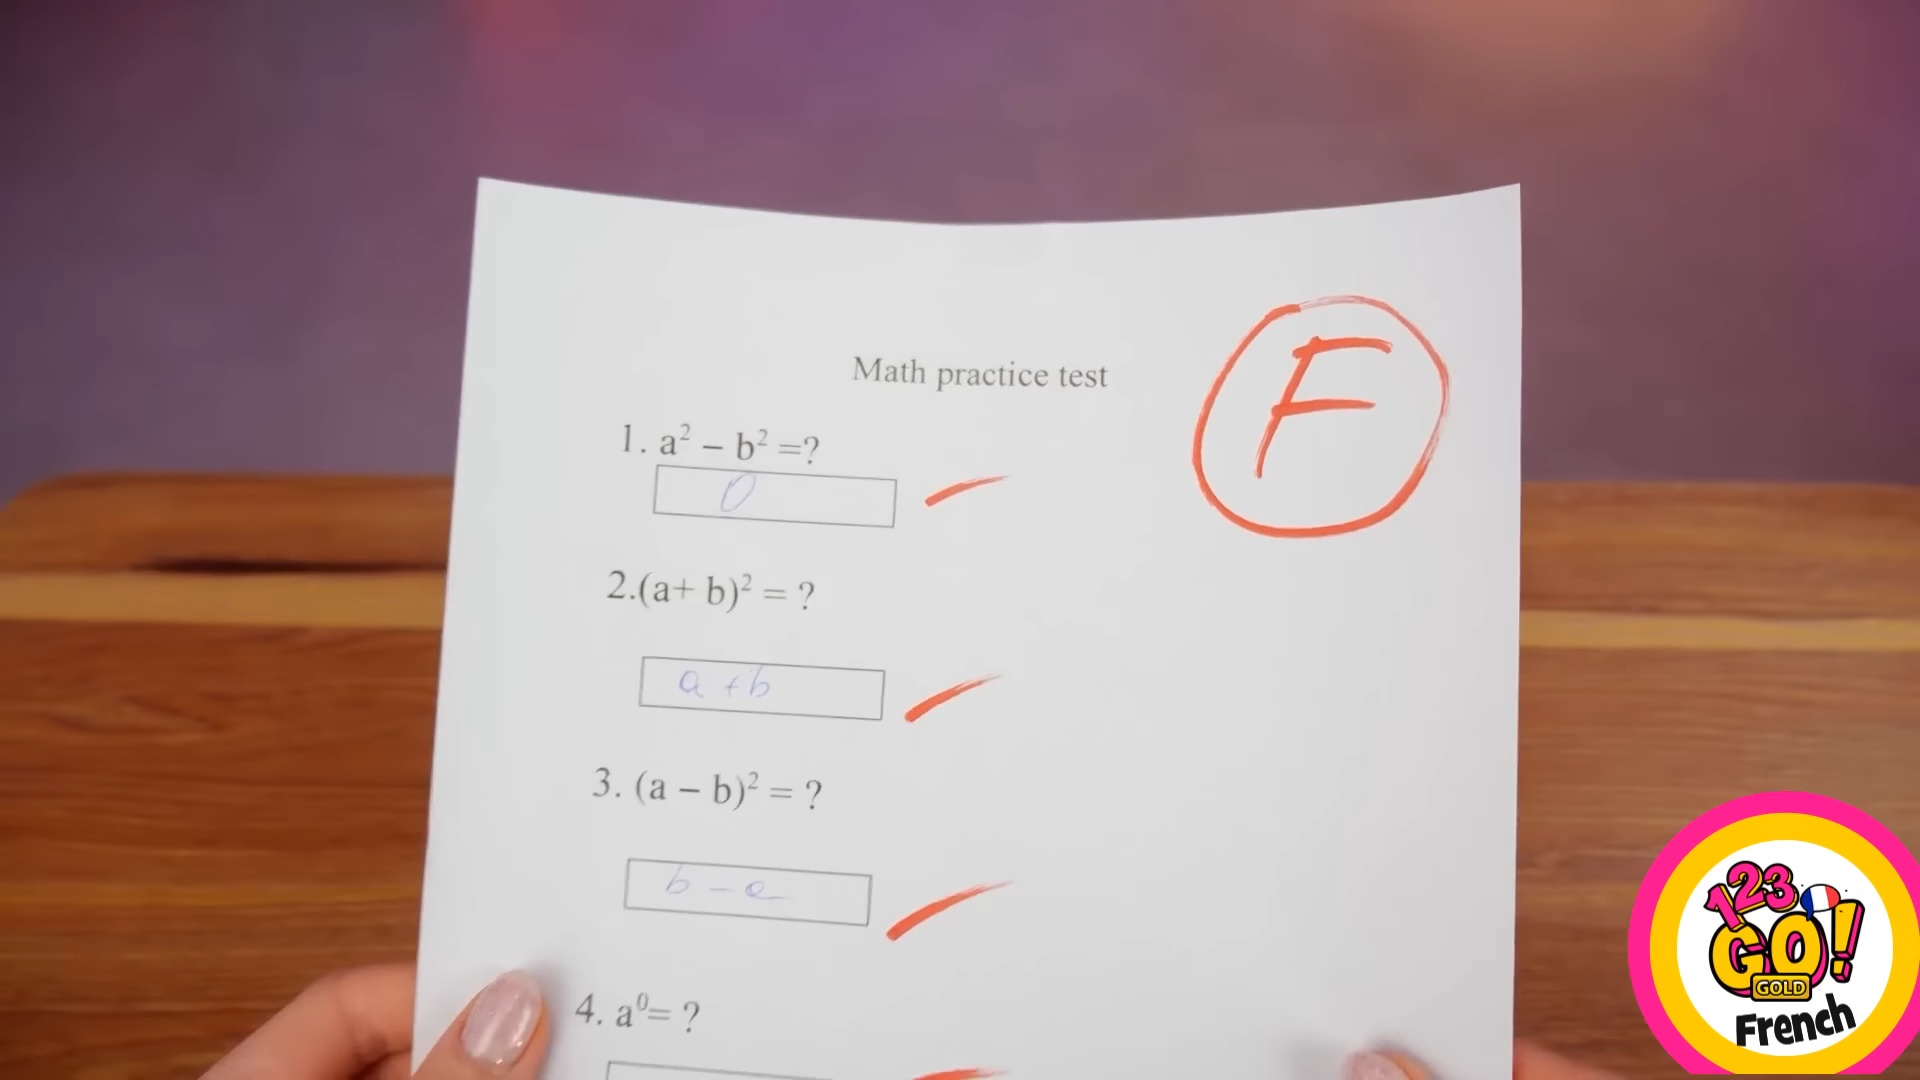 Math practice test
F
1. a² – b² =?
0
2.(a+ b)² = ?
a + b
3. (a – b)² = ?
b – a
4. a⁰= ?
123
GO!
GOLD
French